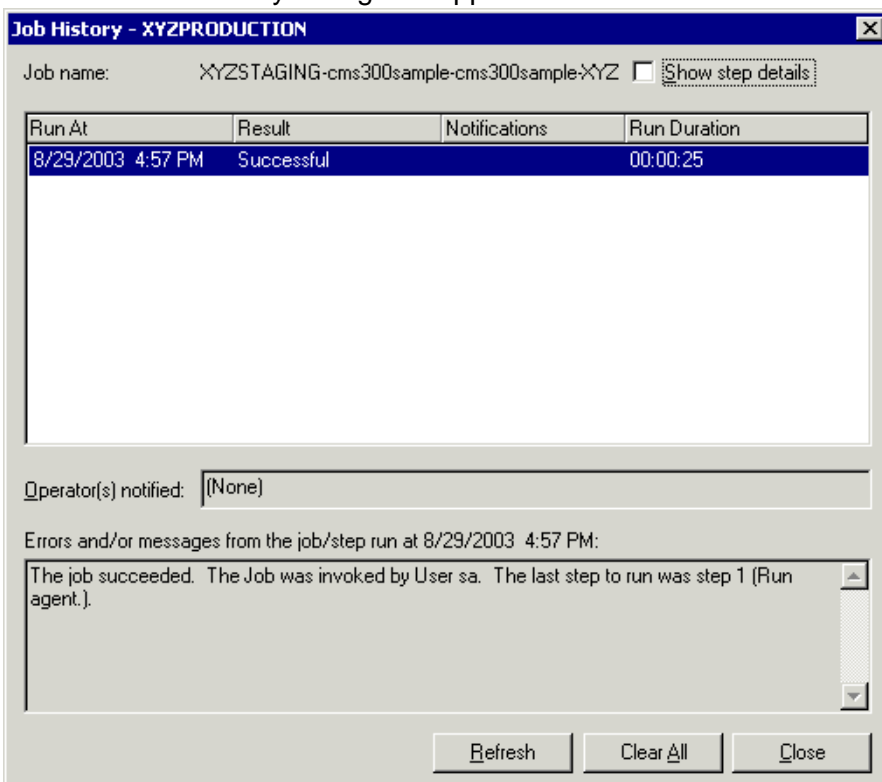 Job History - XYZPRODUCTION
Job name: XYZSTAGING-cms300sample-cms300sample-XYZ Show step details
Run At Result Notifications Run Duration
8/29/2003 4:57 PM Successful 00:00:25
Operator(s) notified: (None)
Errors and/or messages from the job/step run at 8/29/2003 4:57 PM:
The job succeeded. The Job was invoked by User sa. The last step to run was step 1 (Run
agent.).
Refresh Clear All Close